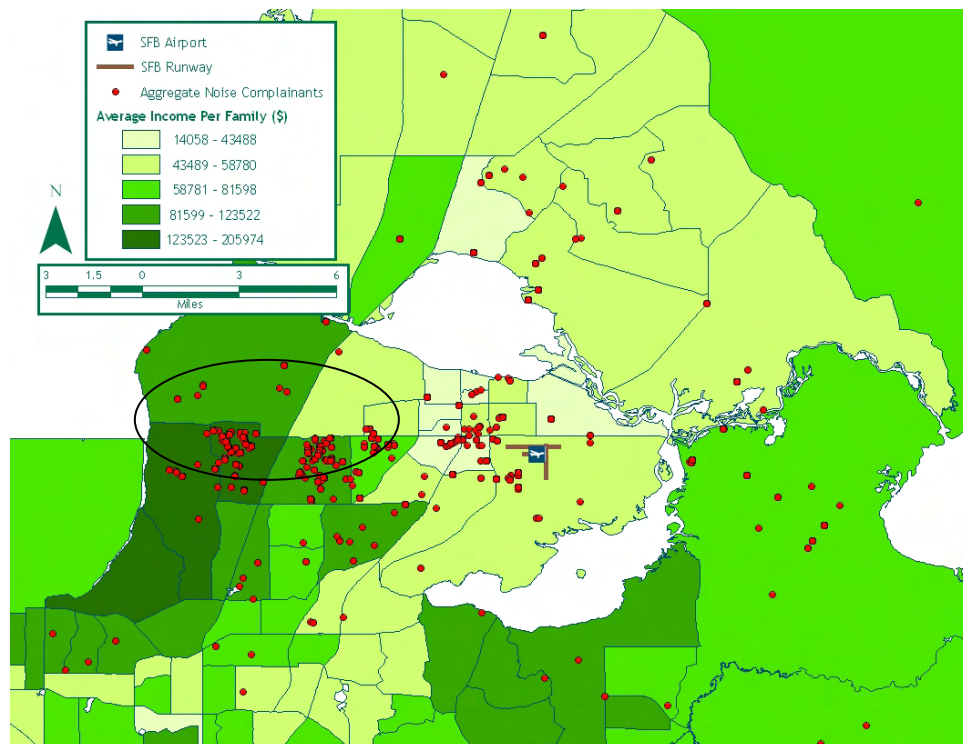 SFB Airport
SFB Runway
Aggregate Noise Complainants
Average Income Per Family ($)
14058 - 43488
43489 - 58780
58781 - 81598
81599 - 123522
123523 - 205974
N
3 1.5 0 3 6
Miles